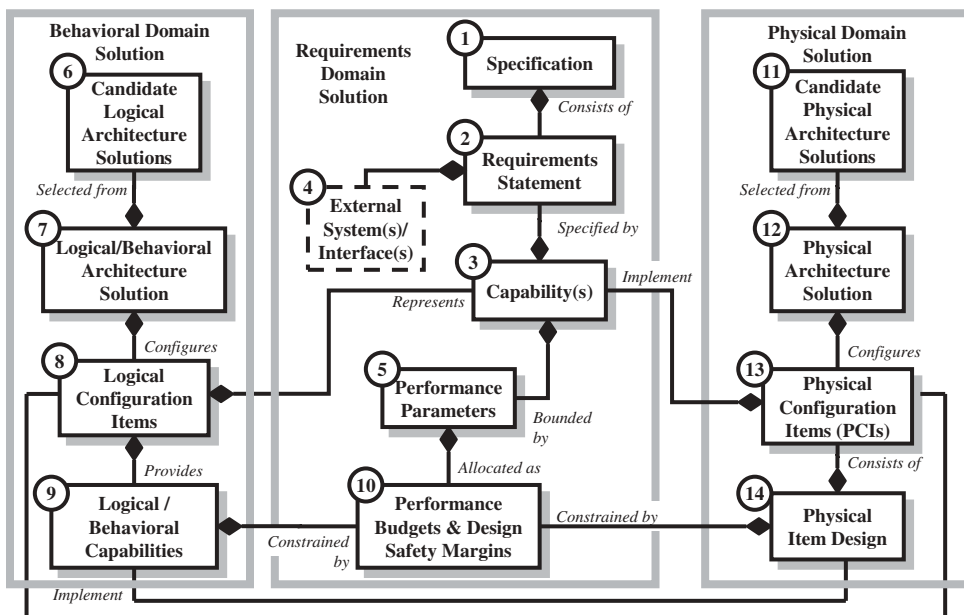 Behavioral Domain
Solution
6
Candidate
Logical
Architecture
Solutions
Selected from
7
Logical/Behavioral
Architecture
Solution
Configures
8
Logical
Configuration
Items
Provides
9
Logical /
Behavioral
Capabilities
Implement
Requirements
Domain
Solution
1
Specification
Consists of
2
Requirements
Statement
4
External
System(s)/
Interface(s)
Specified by
3
Capability(s)
Represents
Implement
5
Performance
Parameters
Bounded
by
Allocated as
10
Performance
Budgets & Design
Safety Margins
Constrained
by
Constrained by
Physical Domain
Solution
11
Candidate
Physical
Architecture
Solutions
Selected from
12
Physical
Architecture
Solution
Configures
13
Physical
Configuration
Items (PCIs)
Consists of
14
Physical
Item Design